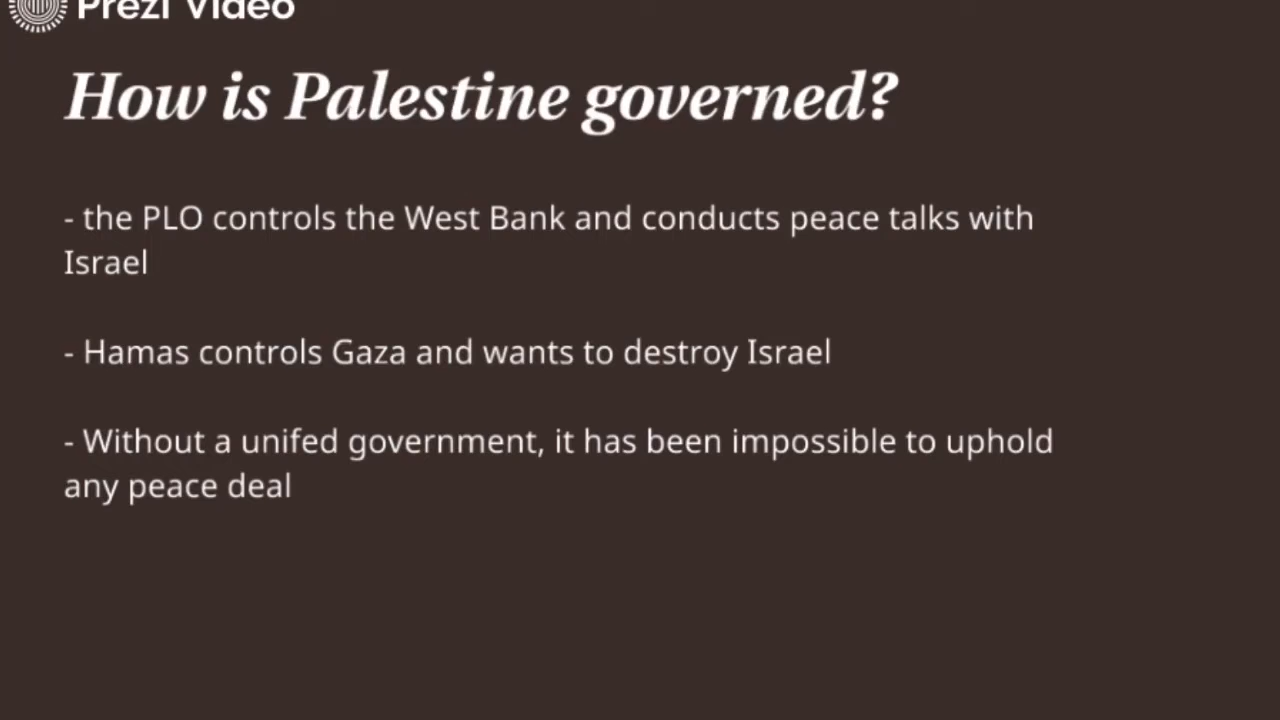 Prezi Video
How is Palestine governed?
- the PLO controls the West Bank and conducts peace talks with
Israel
- Hamas controls Gaza and wants to destroy Israel
- Without a unifed government, it has been impossible to uphold
any peace deal